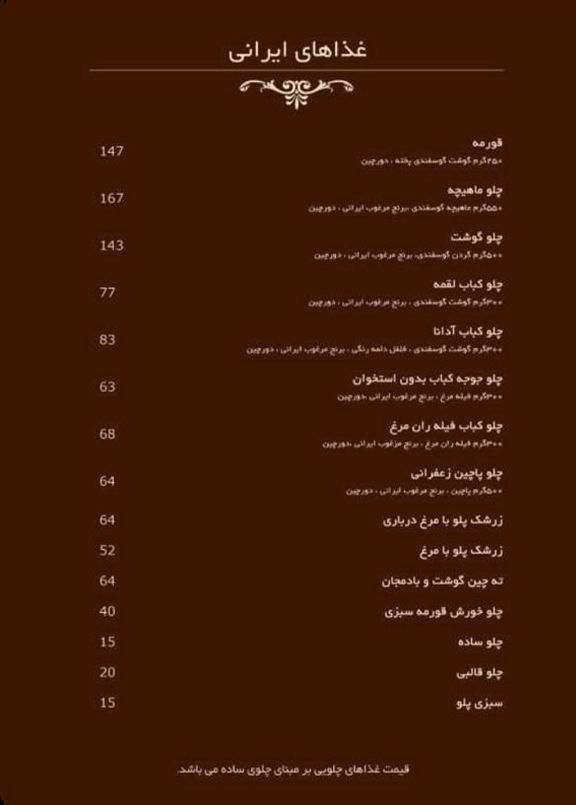 غذاهای ایرانی
قورمه
147
۲۵۰گرم گوشت گوسفندی پخته ، دورچین
چلو ماهیچه
167
۵۵۰گرم ماهیچه گوسفندی ،برنج مرغوب ایرانی ، دورچین
چلو گوشت
143
۵۰۰گرم گردن گوسفندی، برنج مرغوب ایرانی ، دورچین
چلو کباب لقمه
77
۳۰۰گرم گوشت گوسفندی ، برنج مرغوب ایرانی ، دورچین
چلو کباب آدانا
83
۳۰۰گرم گوشت گوسفندی ، فلفل دلمه رنگی ، برنج مرغوب ایرانی ، دورچین
چلو جوجه کباب بدون استخوان
63
۳۰۰گرم فیله مرغ ، برنج مرغوب ایرانی ،دورچین
چلو کباب فیله ران مرغ
68
۳۰۰گرم فیله ران مرغ ، برنج مرغوب ایرانی ،دورچین
چلو پاچین زعفرانی
64
۵۰۰گرم پاچین ، برنج مرغوب ایرانی ، دورچین
زرشک پلو با مرغ درباری
64
زرشک پلو با مرغ
52
ته چین گوشت و بادمجان
64
چلو خورش قورمه سبزی
40
چلو ساده
15
چلو قالبی
20
سبزی پلو
15
قیمت غذاهای چلویی بر مبنای چلوی ساده می باشد.